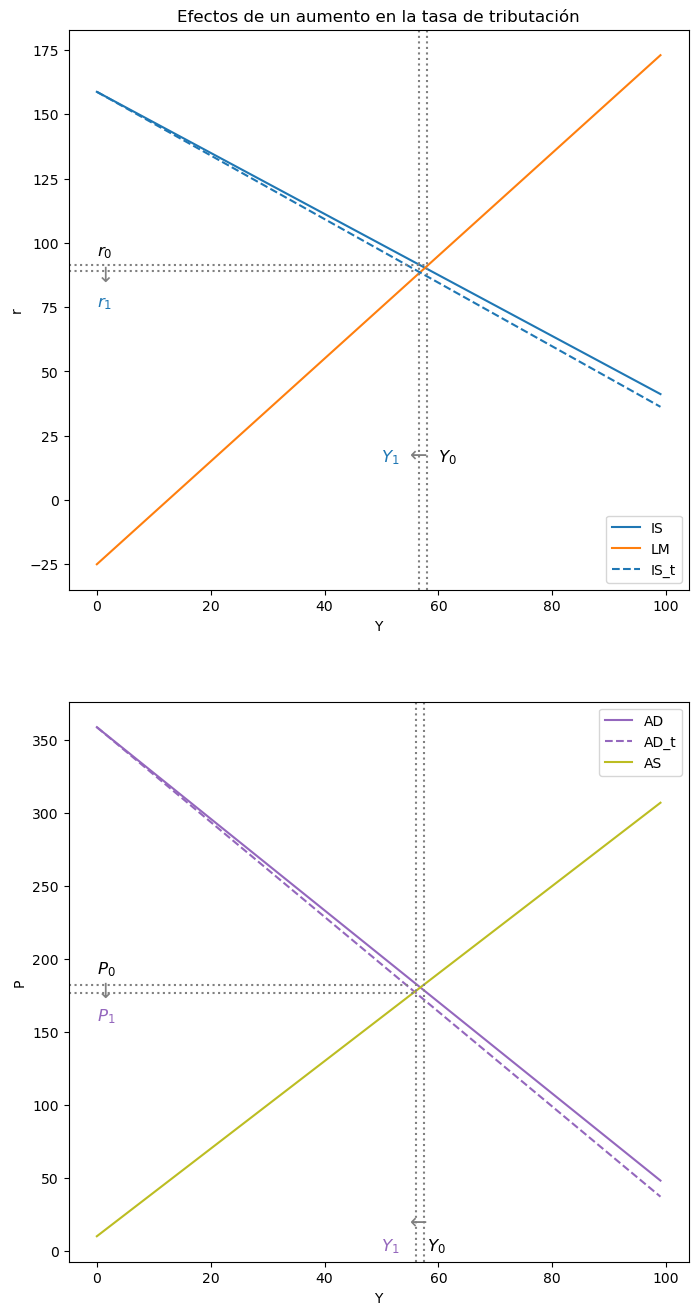 Efectos de un aumento en la tasa de tributación
175
150
125
100
75
50
25
0
−25
r
r₀
↓
r₁
Y₁ ← Y₀
IS
LM
IS_t
0 20 40 60 80 100
Y
350
300
250
200
150
100
50
0
P
AD
AD_t
AS
P₀
↓
P₁
←
Y₁ Y₀
0 20 40 60 80 100
Y